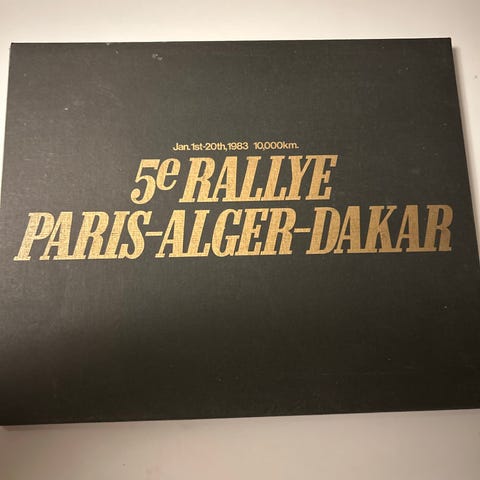 Jan. 1st-20th, 1983 10,000km.
5e RALLYE
PARIS-ALGER-DAKAR